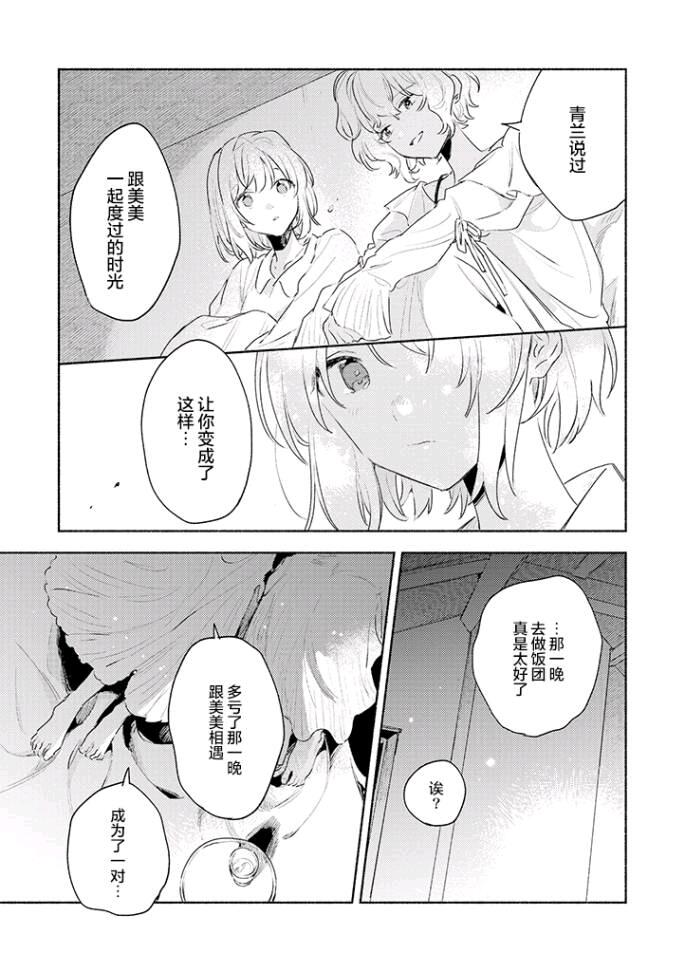 青兰说过
跟美美
一起度过的时光
让你变成了
这样…
…那一晚
去做饭团
真是太好了
诶？
多亏了那一晚
跟美美相遇
成为了一对…